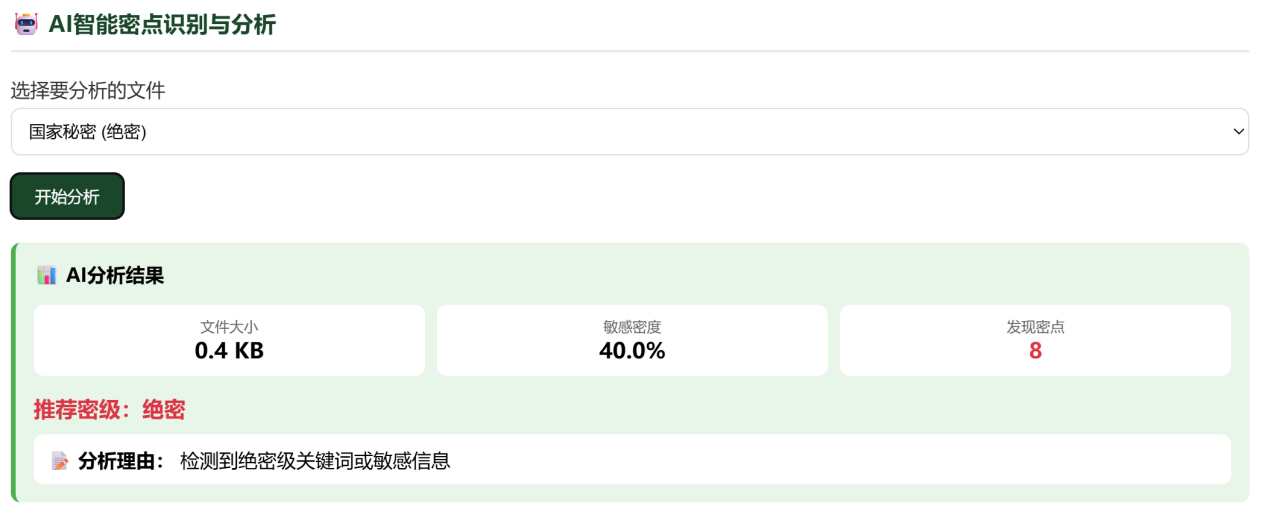 AI智能密点识别与分析
选择要分析的文件
国家秘密 (绝密)
开始分析
AI分析结果
文件大小
0.4 KB
敏感密度
40.0%
发现密点
8
推荐密级：绝密
分析理由： 检测到绝密级关键词或敏感信息